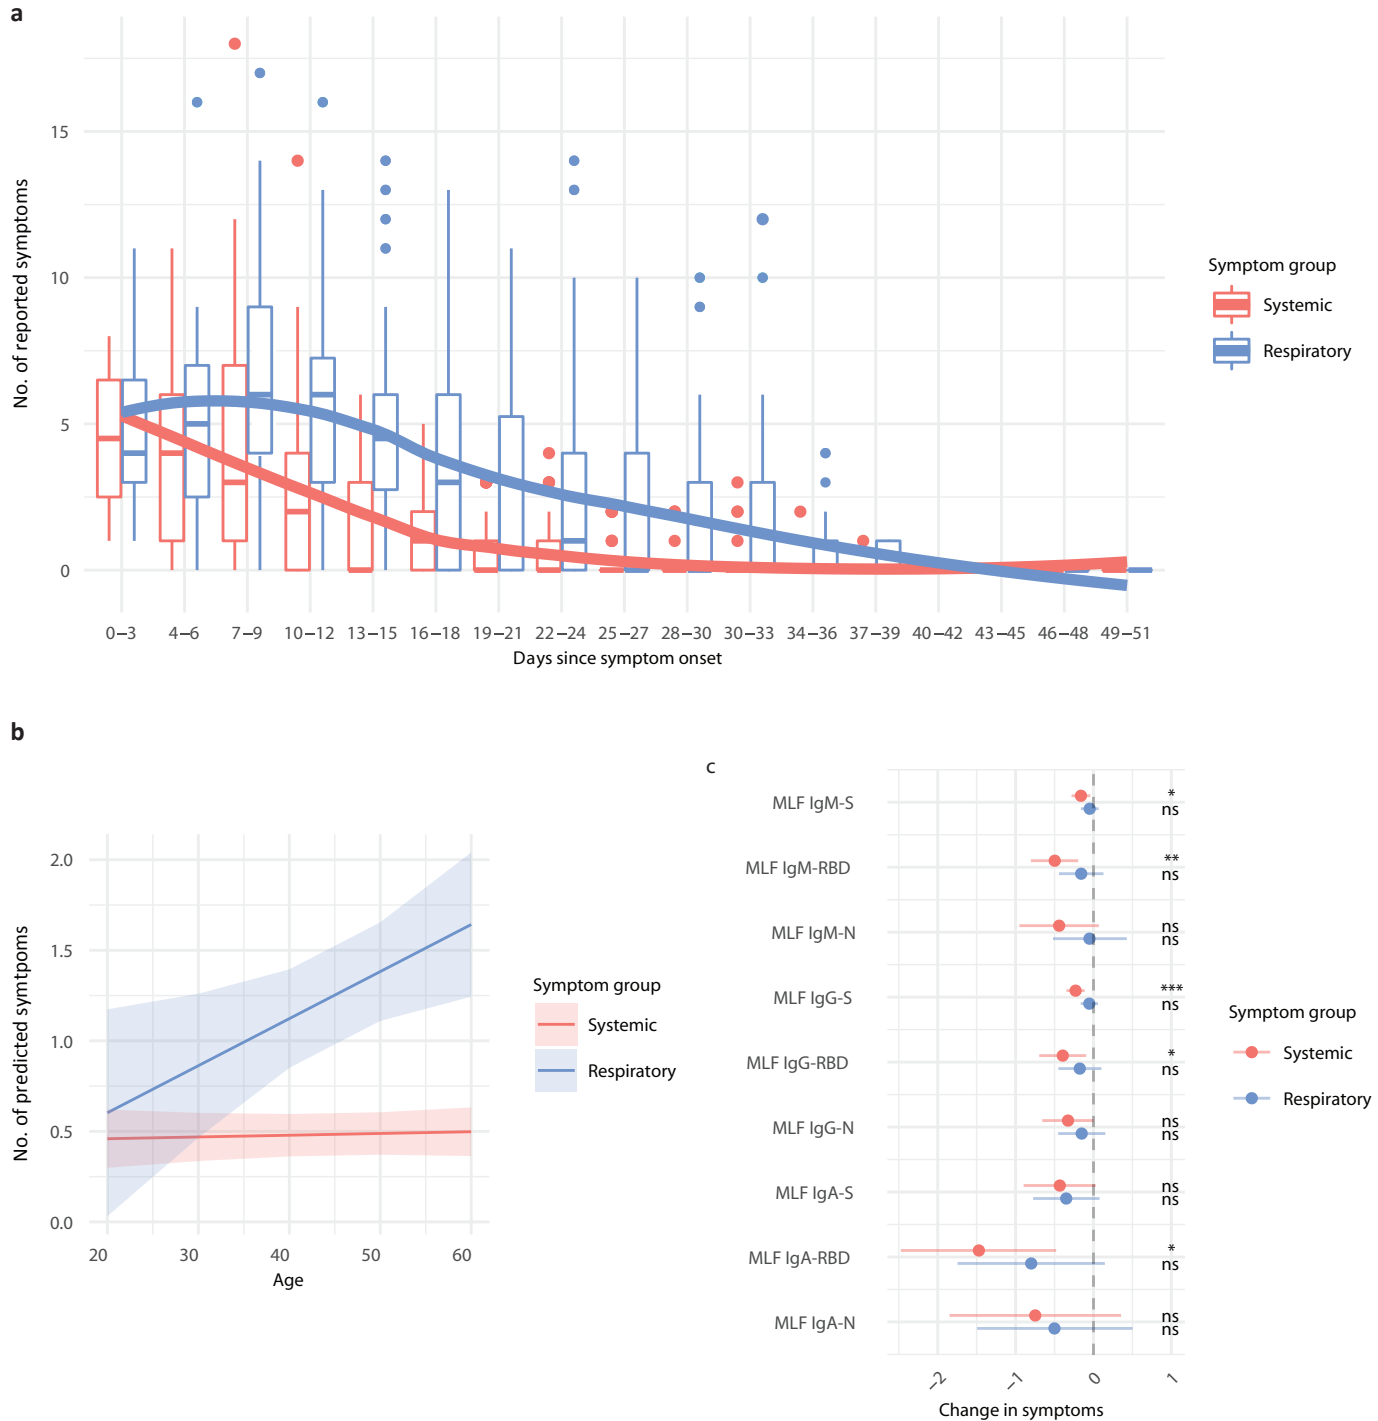 a
15
10
5
0
No. of reported symptoms
0–3 4–6 7–9 10–12 13–15 16–18 19–21 22–24 25–27 28–30 30–33 34–36 37–39 40–42 43–45 46–48 49–51
Days since symptom onset
Symptom group
Systemic
Respiratory
b
2.0
1.5
1.0
0.5
0.0
No. of predicted symtpoms
20 30 40 50 60
Age
Symptom group
Systemic
Respiratory
c
MLF IgM-S
*
ns
MLF IgM-RBD
**
ns
MLF IgM-N
ns
ns
MLF IgG-S
***
ns
MLF IgG-RBD
*
ns
MLF IgG-N
ns
ns
MLF IgA-S
ns
ns
MLF IgA-RBD
*
ns
MLF IgA-N
ns
ns
–2 –1 0 1
Change in symptoms
Symptom group
Systemic
Respiratory